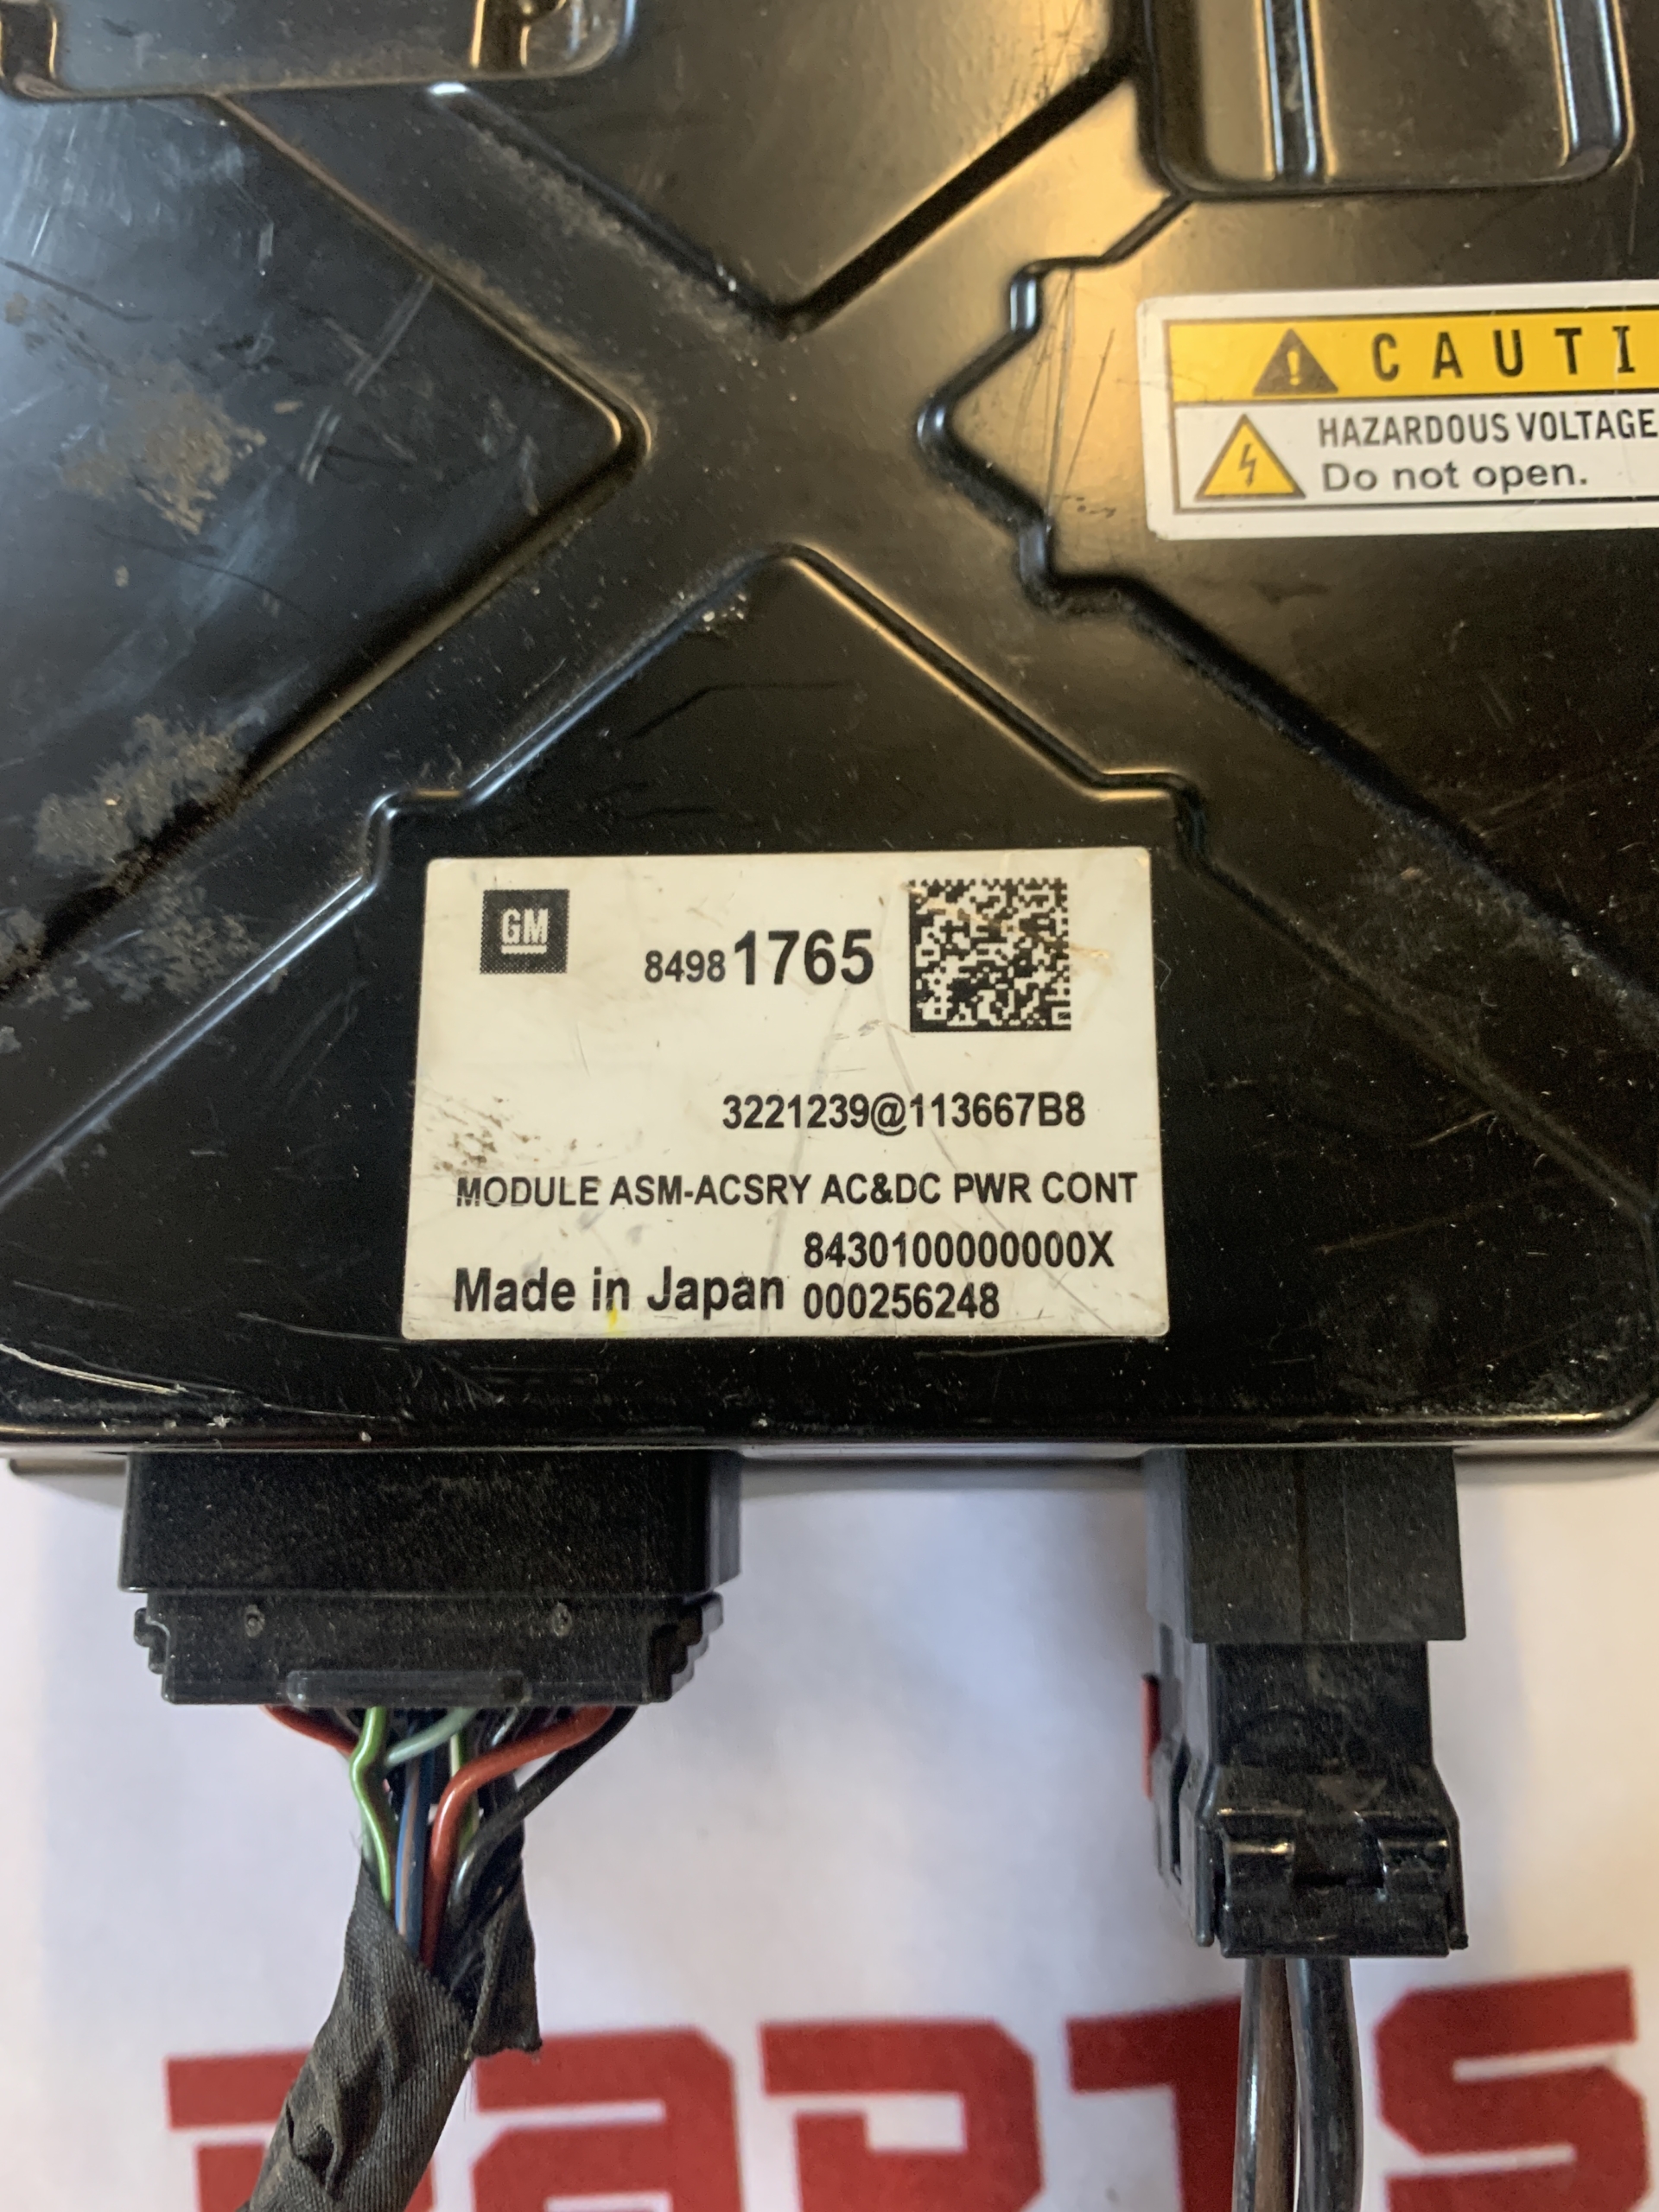 CAUTI
HAZARDOUS VOLTAGE
Do not open.
GM
84981765
3221239@113667B8
MODULE ASM-ACSRY AC&DC PWR CONT
8430100000000X
Made in Japan 000256248
PARTS